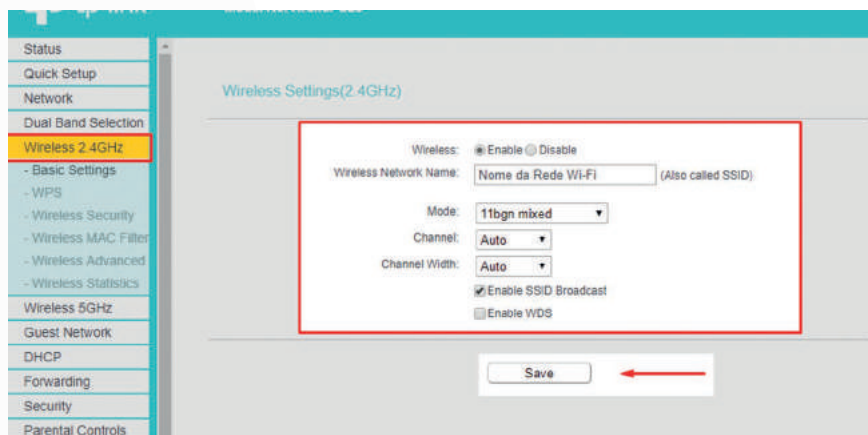 Status
Quick Setup
Network
Dual Band Selection
Wireless 2.4GHz
- Basic Settings
- WPS
- Wireless Security
- Wireless MAC Filter
- Wireless Advanced
- Wireless Statistics
Wireless 5GHz
Guest Network
DHCP
Forwarding
Security
Parental Controls
Wireless Settings(2.4GHz)
Wireless: Enable Disable
Wireless Network Name: Nome da Rede Wi-Fi (Also called SSID)
Mode: 11bgn mixed
Channel: Auto
Channel Width: Auto
Enable SSID Broadcast
Enable WDS
Save